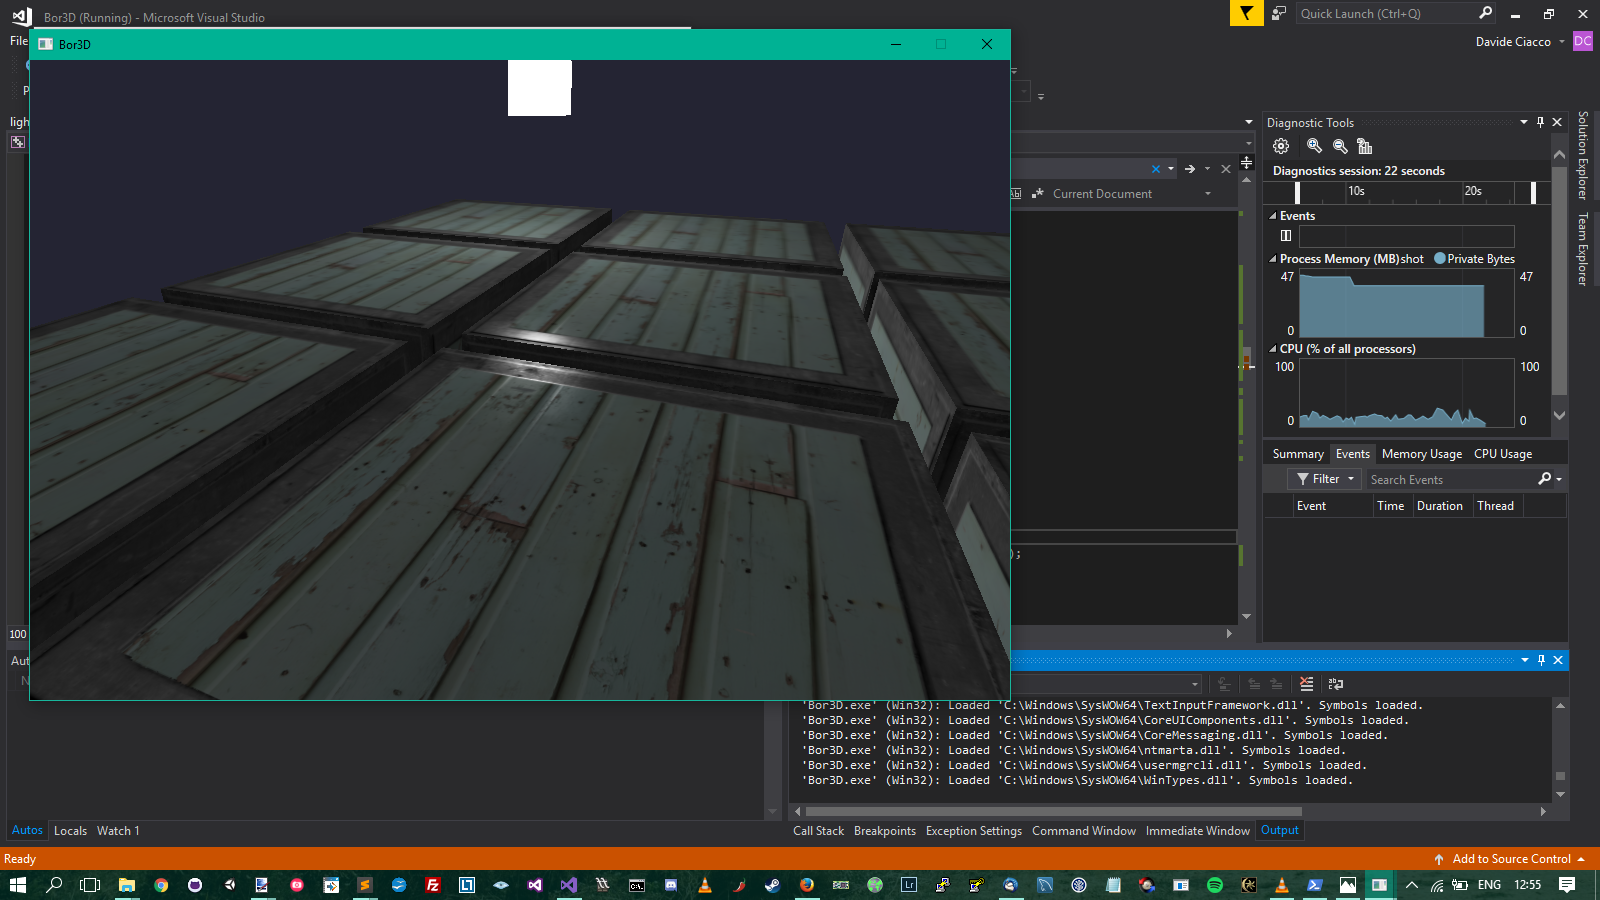 Bor3D (Running) - Microsoft Visual Studio
Quick Launch (Ctrl+Q)
File
Bor3D
Davide Ciacco
DC
P
ligh
Diagnostic Tools
Diagnostics session: 22 seconds
10s
20s
Current Document
Events
Process Memory (MB)shot
Private Bytes
47
47
0
0
CPU (% of all processors)
100
100
0
0
Summary
Events
Memory Usage
CPU Usage
Filter
Search Events
Event
Time
Duration
Thread
Solution Explorer
Team Explorer
);
100
Aut
N
'Bor3D.exe' (Win32): Loaded 'C:\Windows\SysWOW64\TextInputFramework.dll'. Symbols loaded.
'Bor3D.exe' (Win32): Loaded 'C:\Windows\SysWOW64\CoreUIComponents.dll'. Symbols loaded.
'Bor3D.exe' (Win32): Loaded 'C:\Windows\SysWOW64\CoreMessaging.dll'. Symbols loaded.
'Bor3D.exe' (Win32): Loaded 'C:\Windows\SysWOW64\ntmarta.dll'. Symbols loaded.
'Bor3D.exe' (Win32): Loaded 'C:\Windows\SysWOW64\usermgrcli.dll'. Symbols loaded.
'Bor3D.exe' (Win32): Loaded 'C:\Windows\SysWOW64\WinTypes.dll'. Symbols loaded.
Autos
Locals
Watch 1
Call Stack
Breakpoints
Exception Settings
Command Window
Immediate Window
Output
Ready
Add to Source Control
ENG
12:55